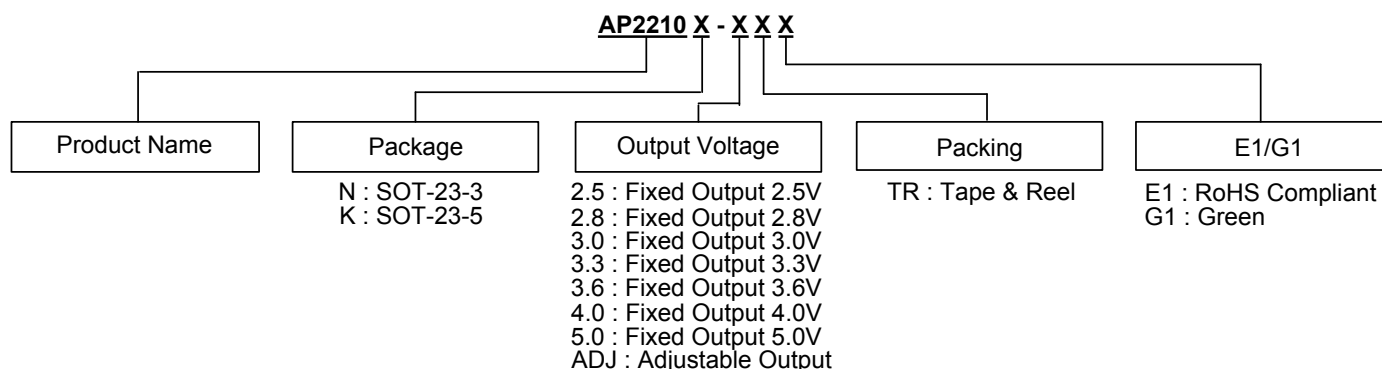 AP2210 X - X X X
Product Name
Package
Output Voltage
Packing
E1/G1
N : SOT-23-3
K : SOT-23-5
2.5 : Fixed Output 2.5V
2.8 : Fixed Output 2.8V
3.0 : Fixed Output 3.0V
3.3 : Fixed Output 3.3V
3.6 : Fixed Output 3.6V
4.0 : Fixed Output 4.0V
5.0 : Fixed Output 5.0V
ADJ : Adjustable Output
TR : Tape & Reel
E1 : RoHS Compliant
G1 : Green